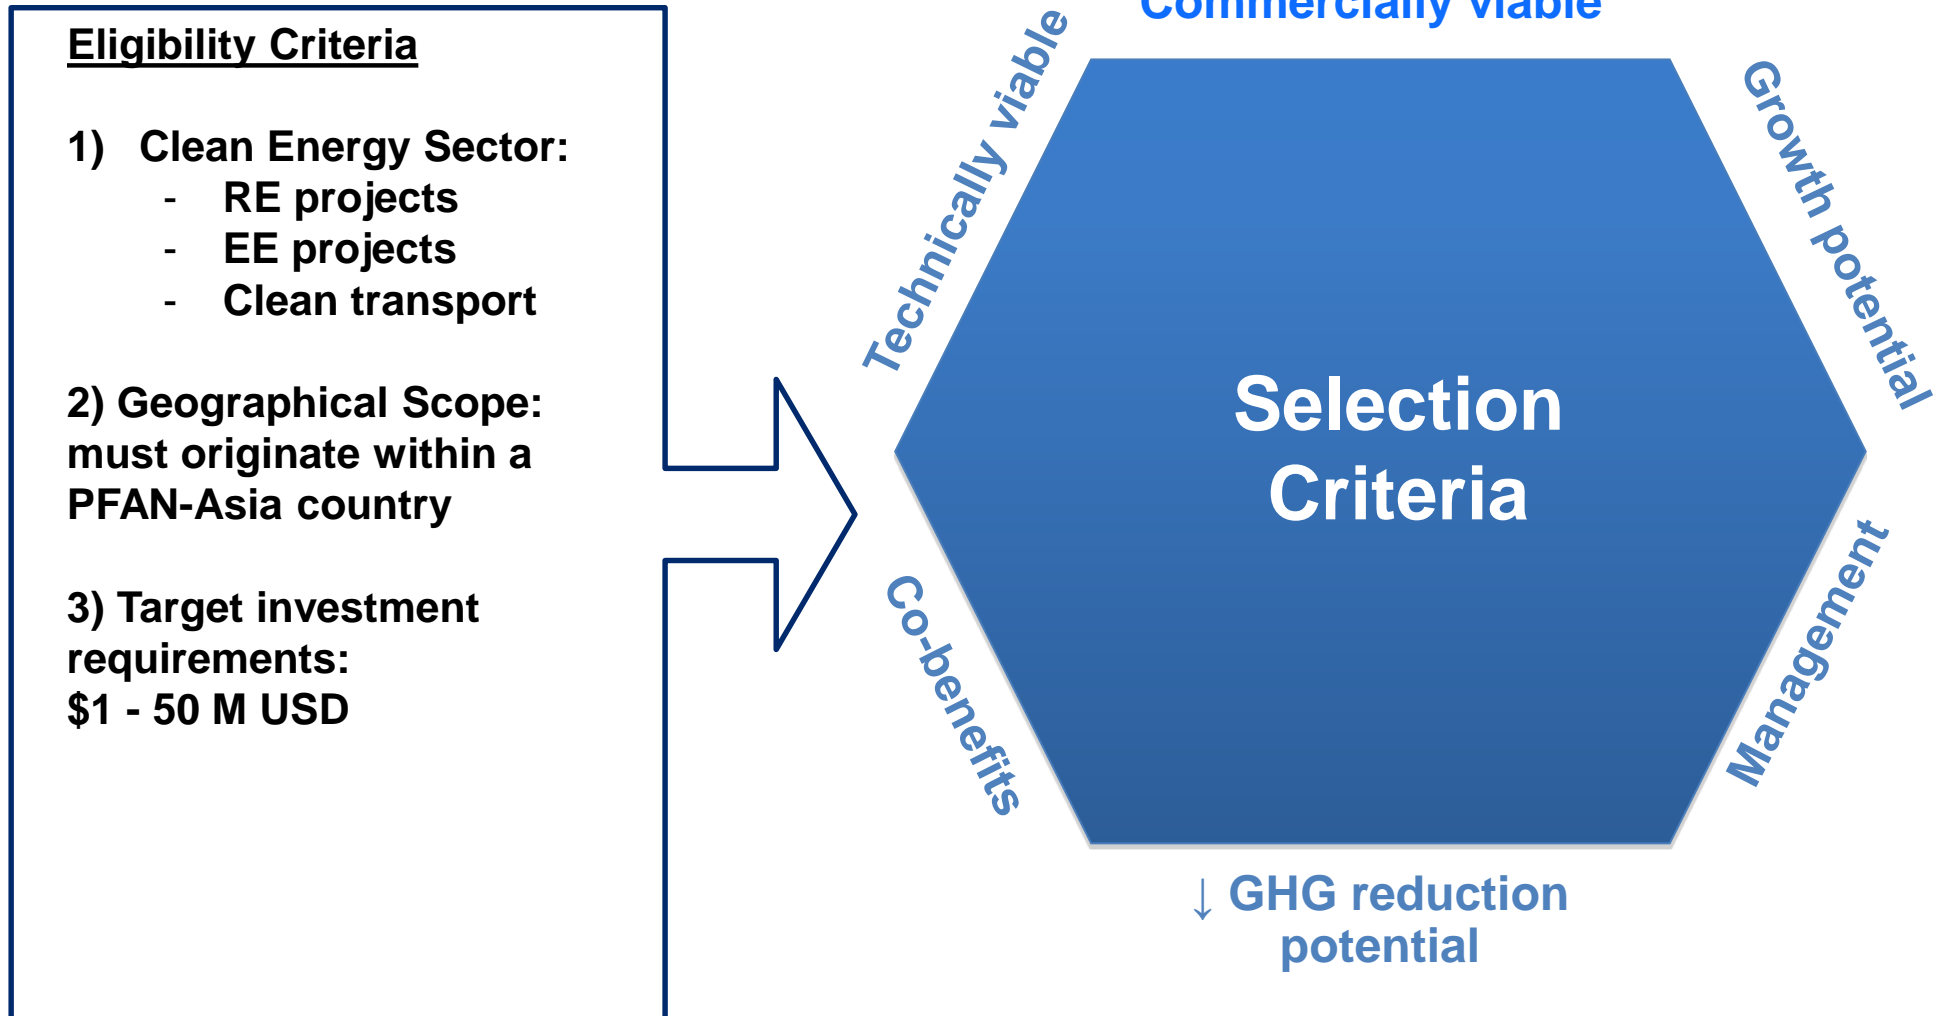 Eligibility Criteria
1) Clean Energy Sector:
- RE projects
- EE projects
- Clean transport
2) Geographical Scope:
must originate within a
PFAN-Asia country
3) Target investment
requirements:
$1 - 50 M USD
Commercially viable
Technically viable
Growth potential
Selection
Criteria
Co-benefits
Management
↓ GHG reduction
potential